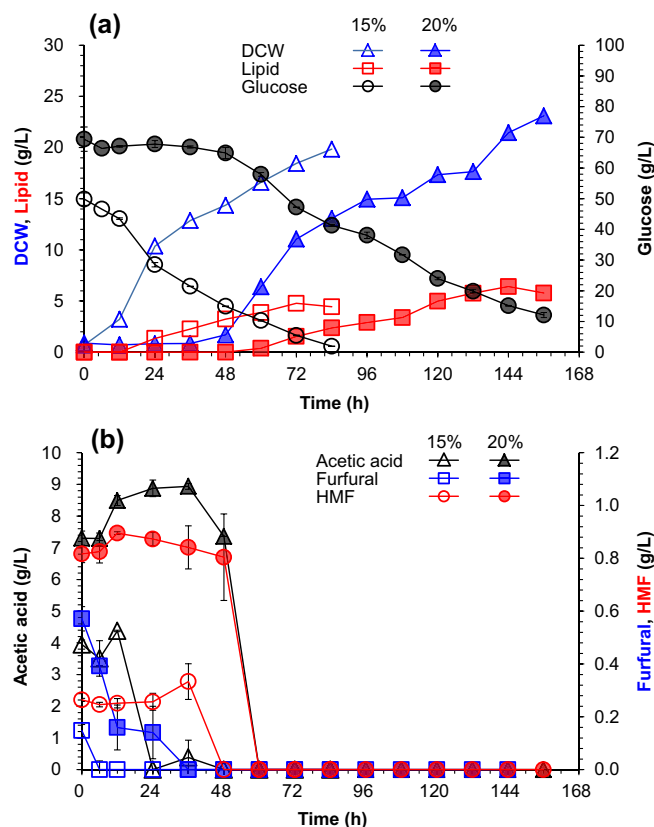 (a)
15% 20%
DCW
Lipid
Glucose
30
25
20
15
10
5
0
DCW, Lipid (g/L)
100
90
80
70
60
50
40
30
20
10
0
Glucose (g/L)
0 24 48 72 96 120 144 168
Time (h)
(b)
15% 20%
Acetic acid
Furfural
HMF
10
9
8
7
6
5
4
3
2
1
0
Acetic acid (g/L)
1.2
1.0
0.8
0.6
0.4
0.2
0.0
Furfural, HMF (g/L)
0 24 48 72 96 120 144 168
Time (h)